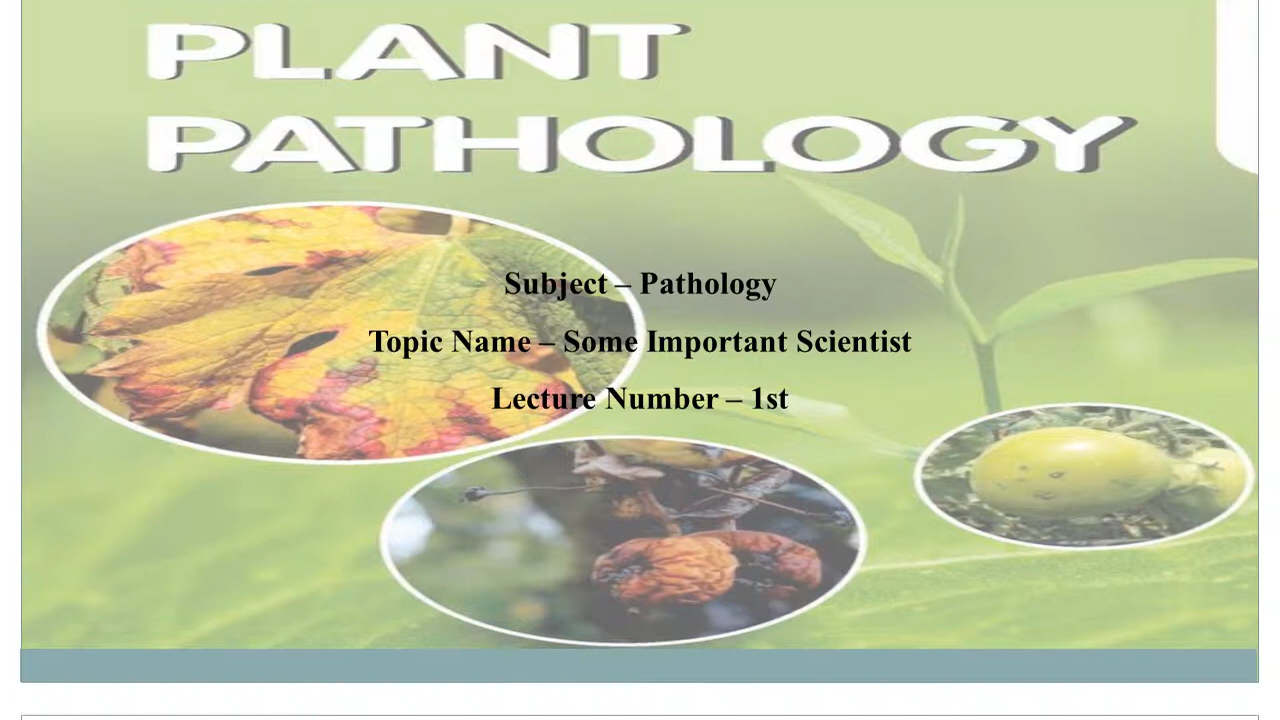 PLANT
PATHOLOGY
Subject – Pathology
Topic Name – Some Important Scientist
Lecture Number – 1st